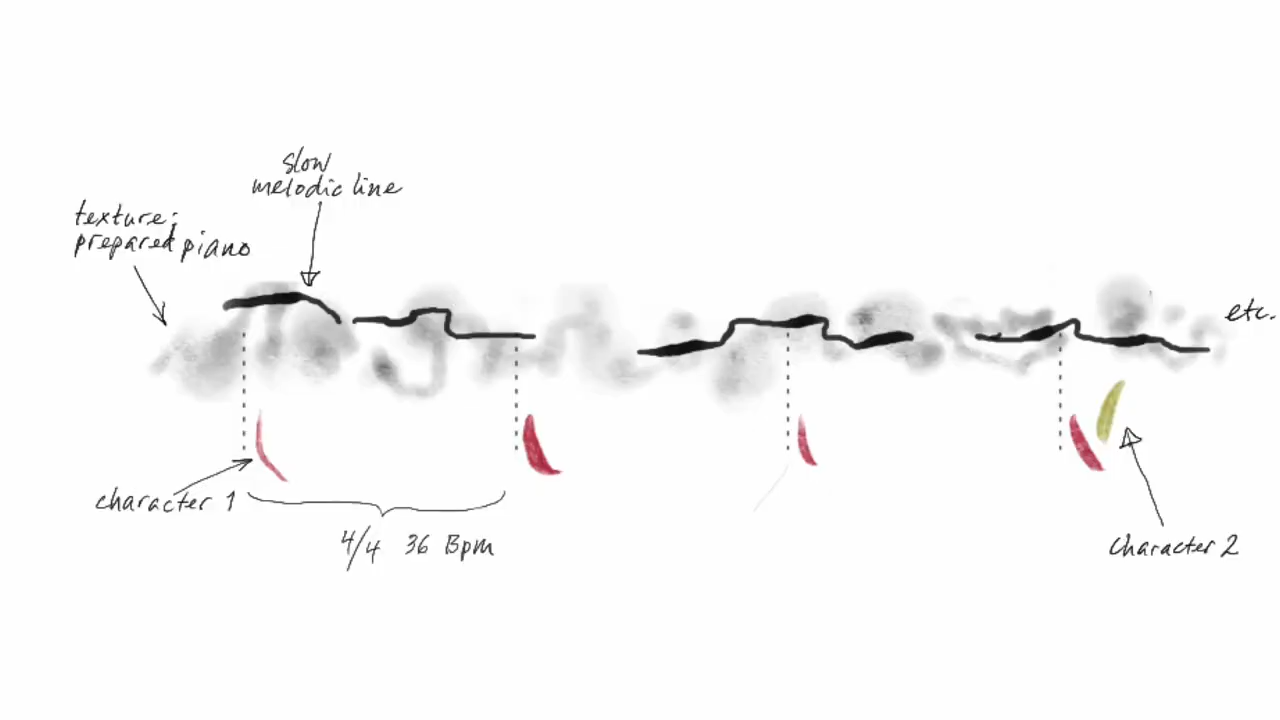 slow
melodic line
texture:
prepared piano
etc.
character 1
4/4 36 Bpm
Character 2